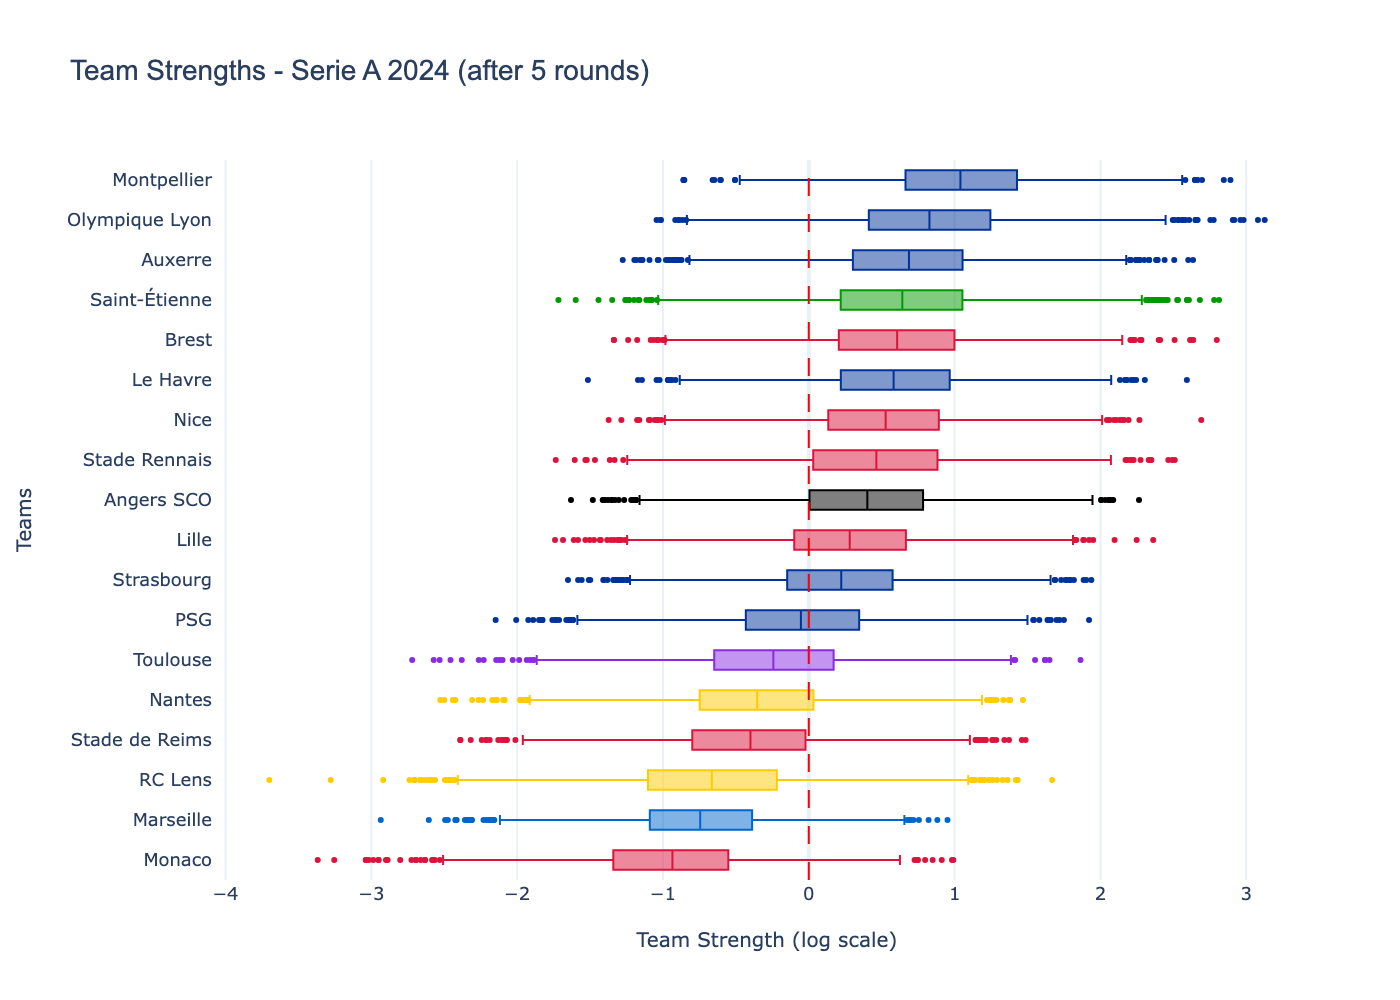 Team Strengths - Serie A 2024 (after 5 rounds)
Teams
Montpellier
Olympique Lyon
Auxerre
Saint-Étienne
Brest
Le Havre
Nice
Stade Rennais
Angers SCO
Lille
Strasbourg
PSG
Toulouse
Nantes
Stade de Reims
RC Lens
Marseille
Monaco
−4 −3 −2 −1 0 1 2 3
Team Strength (log scale)